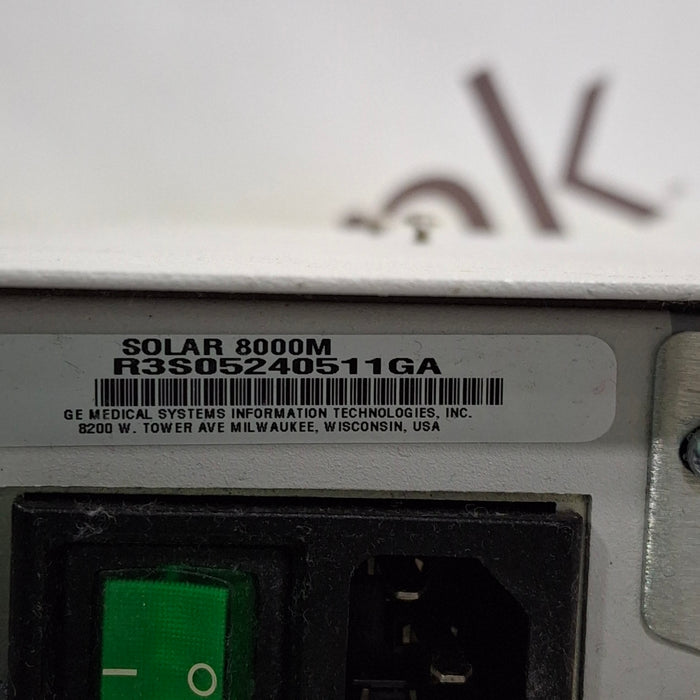 SOLAR 8000M
R3S05240511GA
GE MEDICAL SYSTEMS INFORMATION TECHNOLOGIES, INC.
8200 W. TOWER AVE MILWAUKEE, WISCONSIN, USA
| O